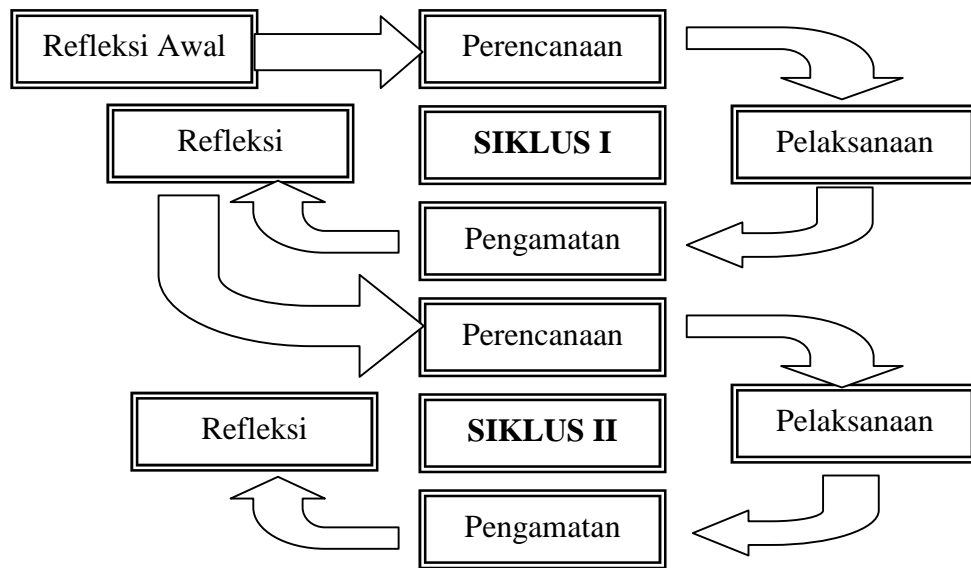 Refleksi Awal
Perencanaan
Refleksi
SIKLUS I
Pelaksanaan
Pengamatan
Perencanaan
Refleksi
SIKLUS II
Pelaksanaan
Pengamatan